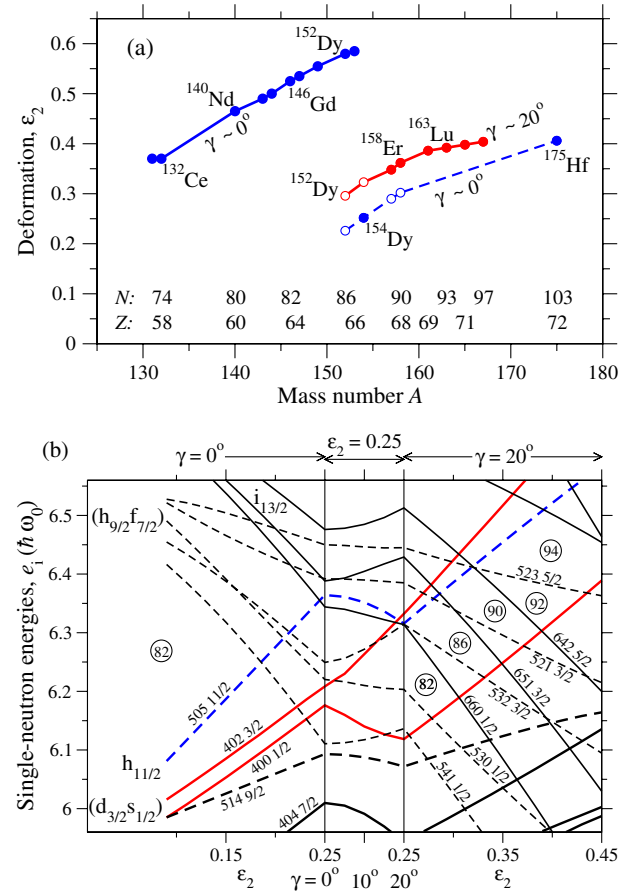 (a)
Deformation, ε₂
0.6
0.5
0.4
0.3
0.2
0.1
0
¹⁵²Dy
¹⁴⁰Nd
¹⁴⁶Gd
γ ~ 0°
¹³²Ce
¹⁶³Lu
γ ~ 20°
¹⁵⁸Er
¹⁵²Dy
γ ~ 0°
¹⁷⁵Hf
¹⁵⁴Dy
N: 74 80 82 86 90 93 97 103
Z: 58 60 64 66 68 69 71 72
130 140 150 160 170 180
Mass number A
(b)
γ = 0° ε₂ = 0.25 γ = 20°
Single-neutron energies, eᵢ (ħω₀)
6.5
6.4
6.3
6.2
6.1
6
i₁₃/₂
(h₉/₂f₇/₂)
94
523 5/2
92
90
642 5/2
521 3/2
86
651 3/2
82
82
532 3/2
505 11/2
660 1/2
402 3/2
530 1/2
400 1/2
h₁₁/₂
541 1/2
514 9/2
(d₃/₂s₁/₂)
404 7/2
0.15 0.25 0.25 0.35 0.45
ε₂ γ = 0° 10° 20° ε₂